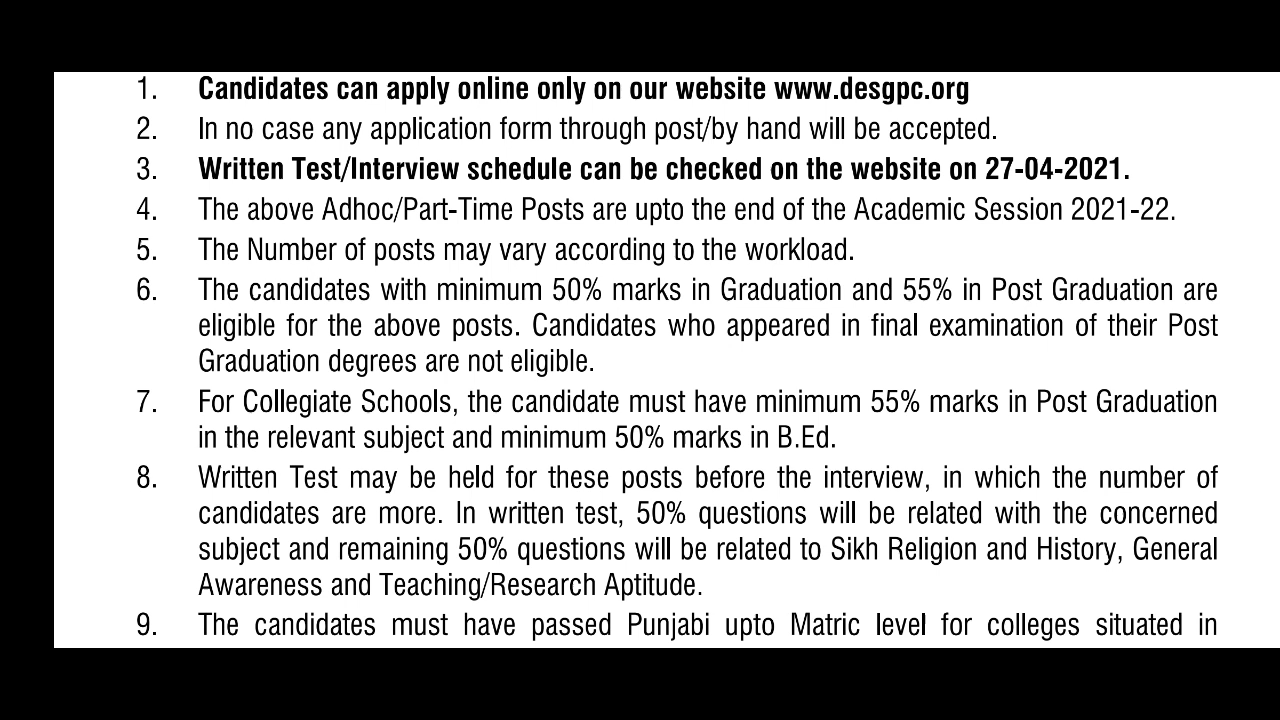 1. Candidates can apply online only on our website www.desgpc.org
2. In no case any application form through post/by hand will be accepted.
3. Written Test/Interview schedule can be checked on the website on 27-04-2021.
4. The above Adhoc/Part-Time Posts are upto the end of the Academic Session 2021-22.
5. The Number of posts may vary according to the workload.
6. The candidates with minimum 50% marks in Graduation and 55% in Post Graduation are
eligible for the above posts. Candidates who appeared in final examination of their Post
Graduation degrees are not eligible.
7. For Collegiate Schools, the candidate must have minimum 55% marks in Post Graduation
in the relevant subject and minimum 50% marks in B.Ed.
8. Written Test may be held for these posts before the interview, in which the number of
candidates are more. In written test, 50% questions will be related with the concerned
subject and remaining 50% questions will be related to Sikh Religion and History, General
Awareness and Teaching/Research Aptitude.
9. The candidates must have passed Punjabi upto Matric level for colleges situated in